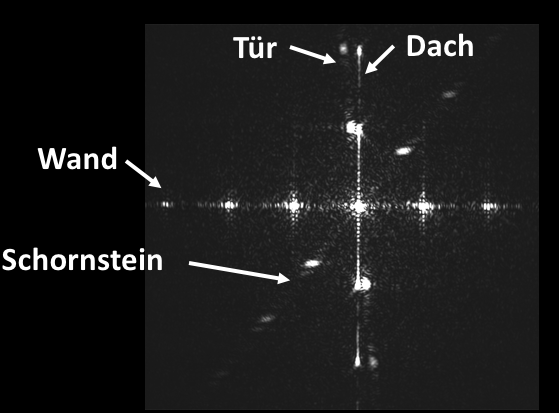 Tür
Dach
Wand
Schornstein